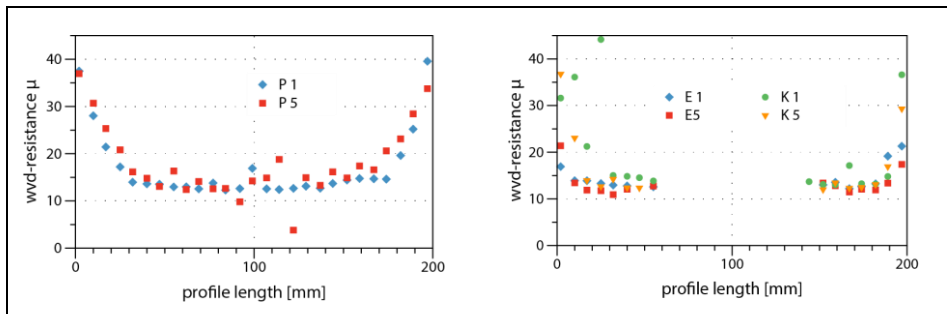 wvd-resistance μ
40
30
20
10
0
P 1
P 5
0
100
200
profile length [mm]
wvd-resistance μ
40
30
20
10
0
E 1
K 1
E5
K 5
0
100
200
profile length [mm]